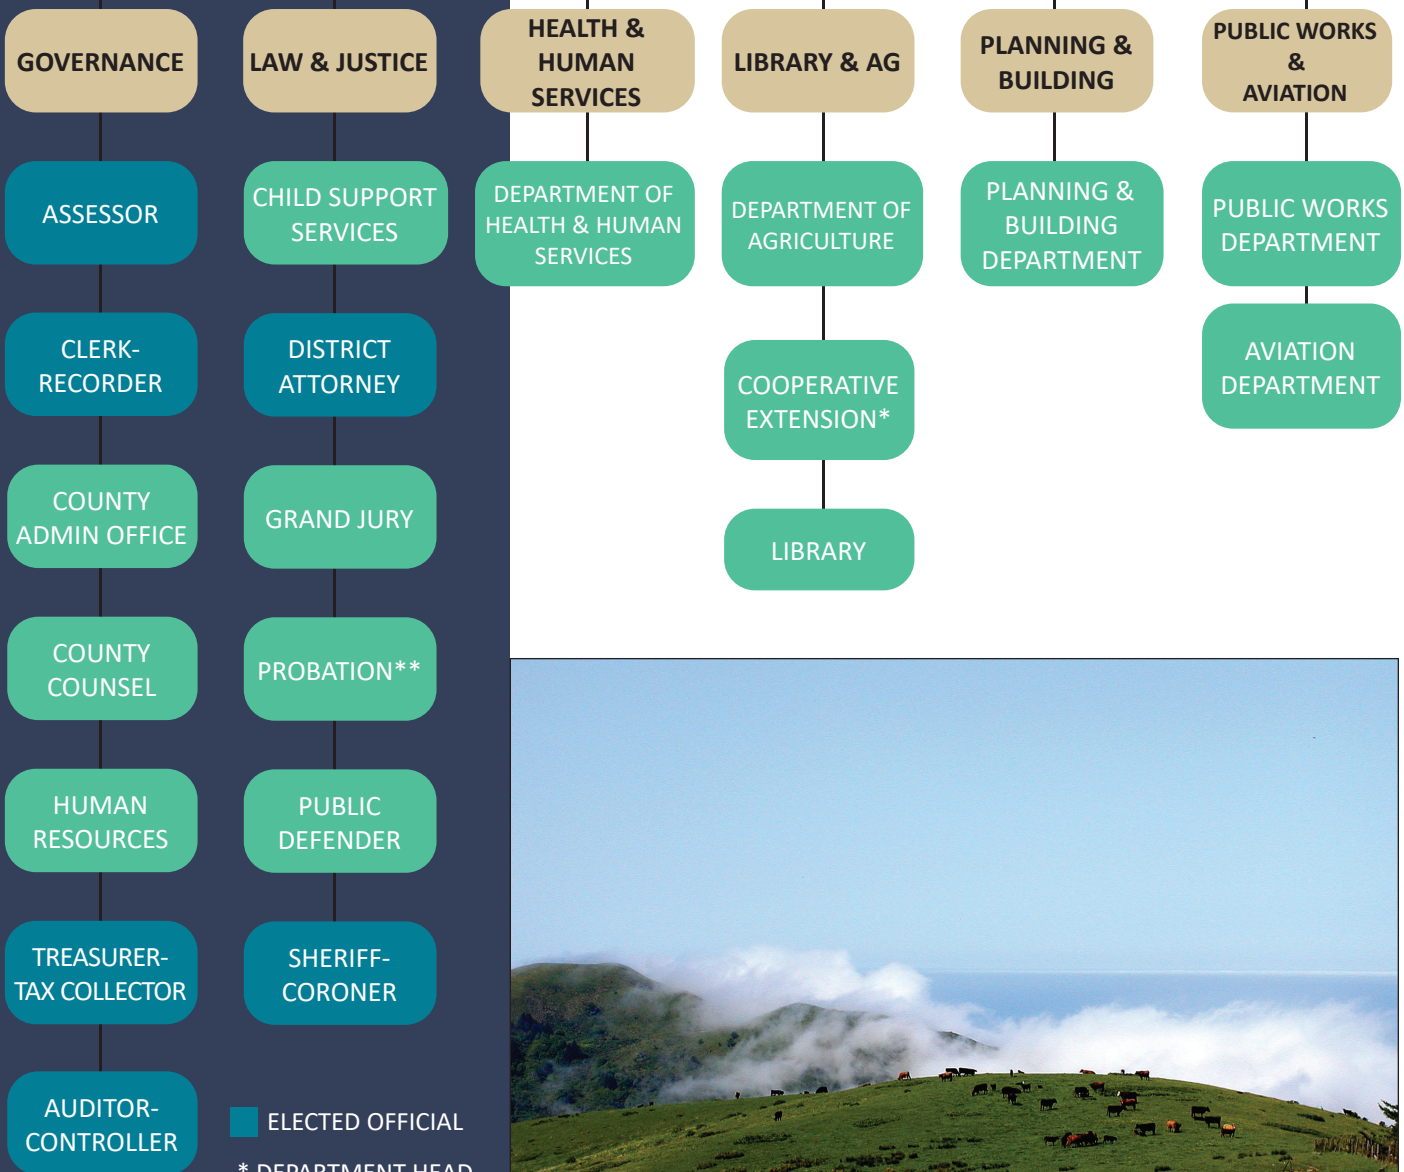 GOVERNANCE
LAW & JUSTICE
HEALTH &
HUMAN
SERVICES
LIBRARY & AG
PLANNING &
BUILDING
PUBLIC WORKS
&
AVIATION
ASSESSOR
CLERK-
RECORDER
COUNTY
ADMIN OFFICE
COUNTY
COUNSEL
HUMAN
RESOURCES
TREASURER-
TAX COLLECTOR
AUDITOR-
CONTROLLER
CHILD SUPPORT
SERVICES
DISTRICT
ATTORNEY
GRAND JURY
PROBATION**
PUBLIC
DEFENDER
SHERIFF-
CORONER
DEPARTMENT OF
HEALTH & HUMAN
SERVICES
DEPARTMENT OF
AGRICULTURE
COOPERATIVE
EXTENSION*
LIBRARY
PLANNING &
BUILDING
DEPARTMENT
PUBLIC WORKS
DEPARTMENT
AVIATION
DEPARTMENT
ELECTED OFFICIAL
* DEPARTMENT HEAD